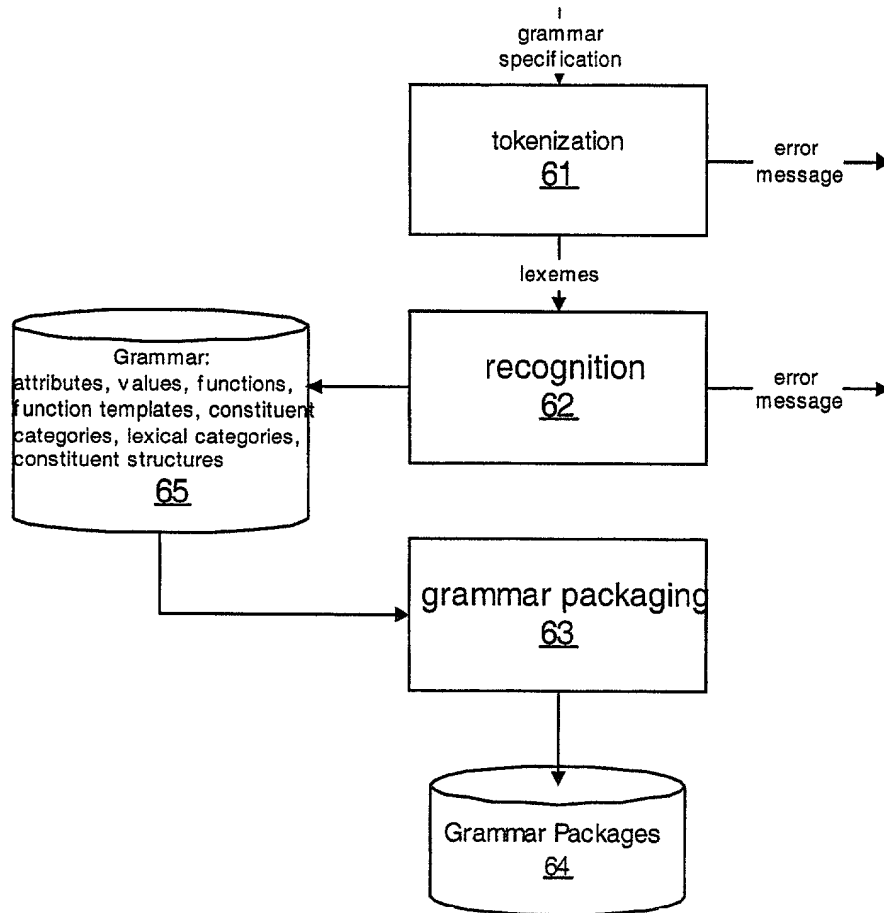 grammar
specification
tokenization
61
error
message
lexemes
recognition
62
error
message
Grammar:
attributes, values, functions,
function templates, constituent
categories, lexical categories,
constituent structures
65
grammar packaging
63
Grammar Packages
64